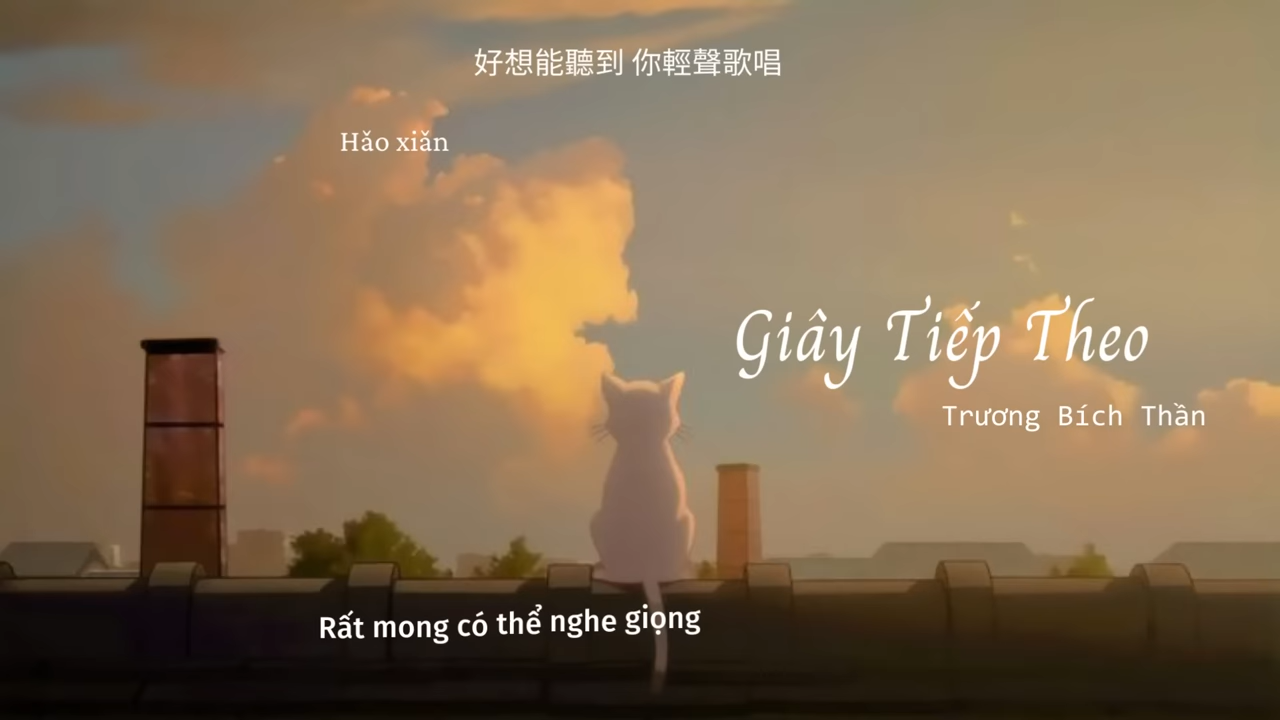 好想能聽到 你輕聲歌唱
Hǎo xiǎn
Giây Tiếp Theo
Trương Bích Thần
Rất mong có thể nghe giọng